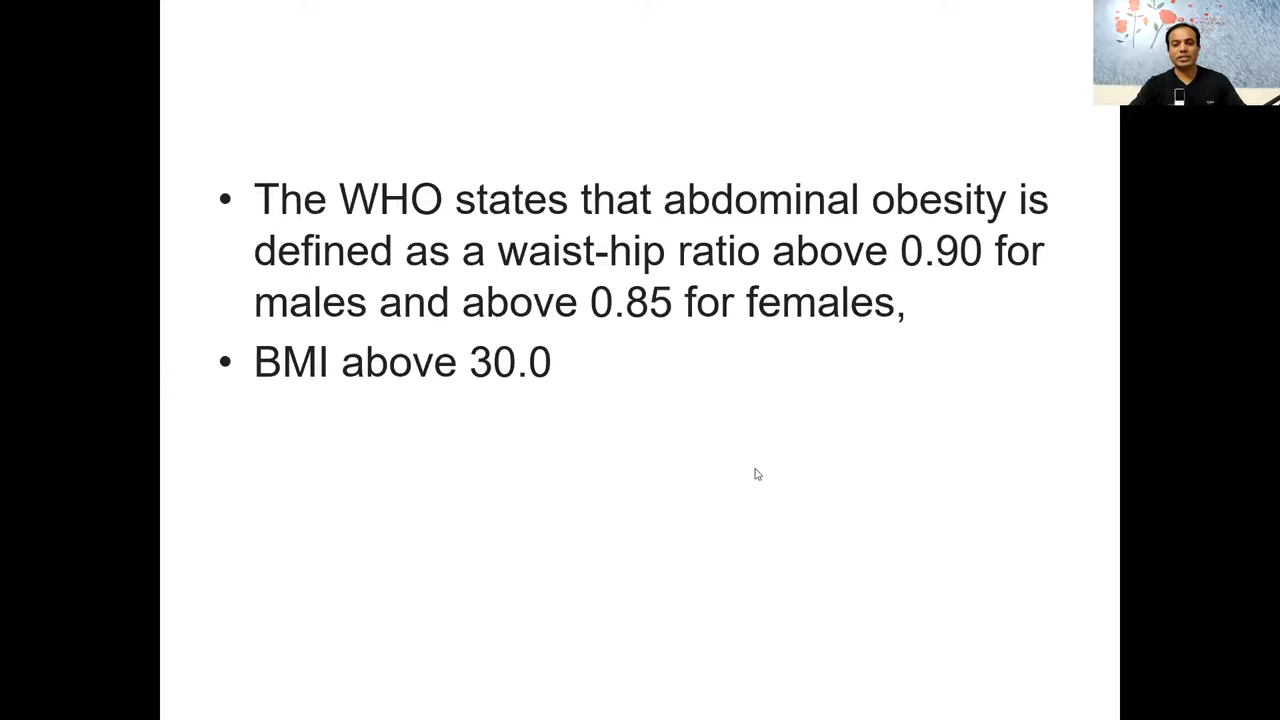 • The WHO states that abdominal obesity is
defined as a waist-hip ratio above 0.90 for
males and above 0.85 for females,
• BMI above 30.0